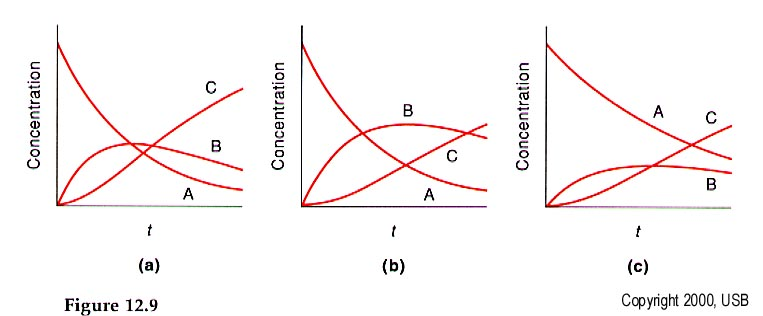 Concentration
C
B
A
t
(a)
Concentration
B
C
A
t
(b)
Concentration
A
C
B
t
(c)
Figure 12.9
Copyright 2000, USB